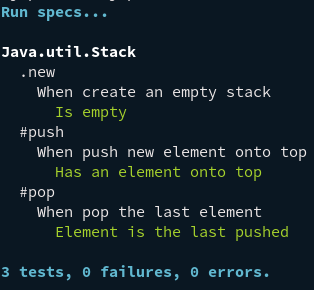 Run specs...
Java.util.Stack
.new
When create an empty stack
Is empty
#push
When push new element onto top
Has an element onto top
#pop
When pop the last element
Element is the last pushed
3 tests, 0 failures, 0 errors.